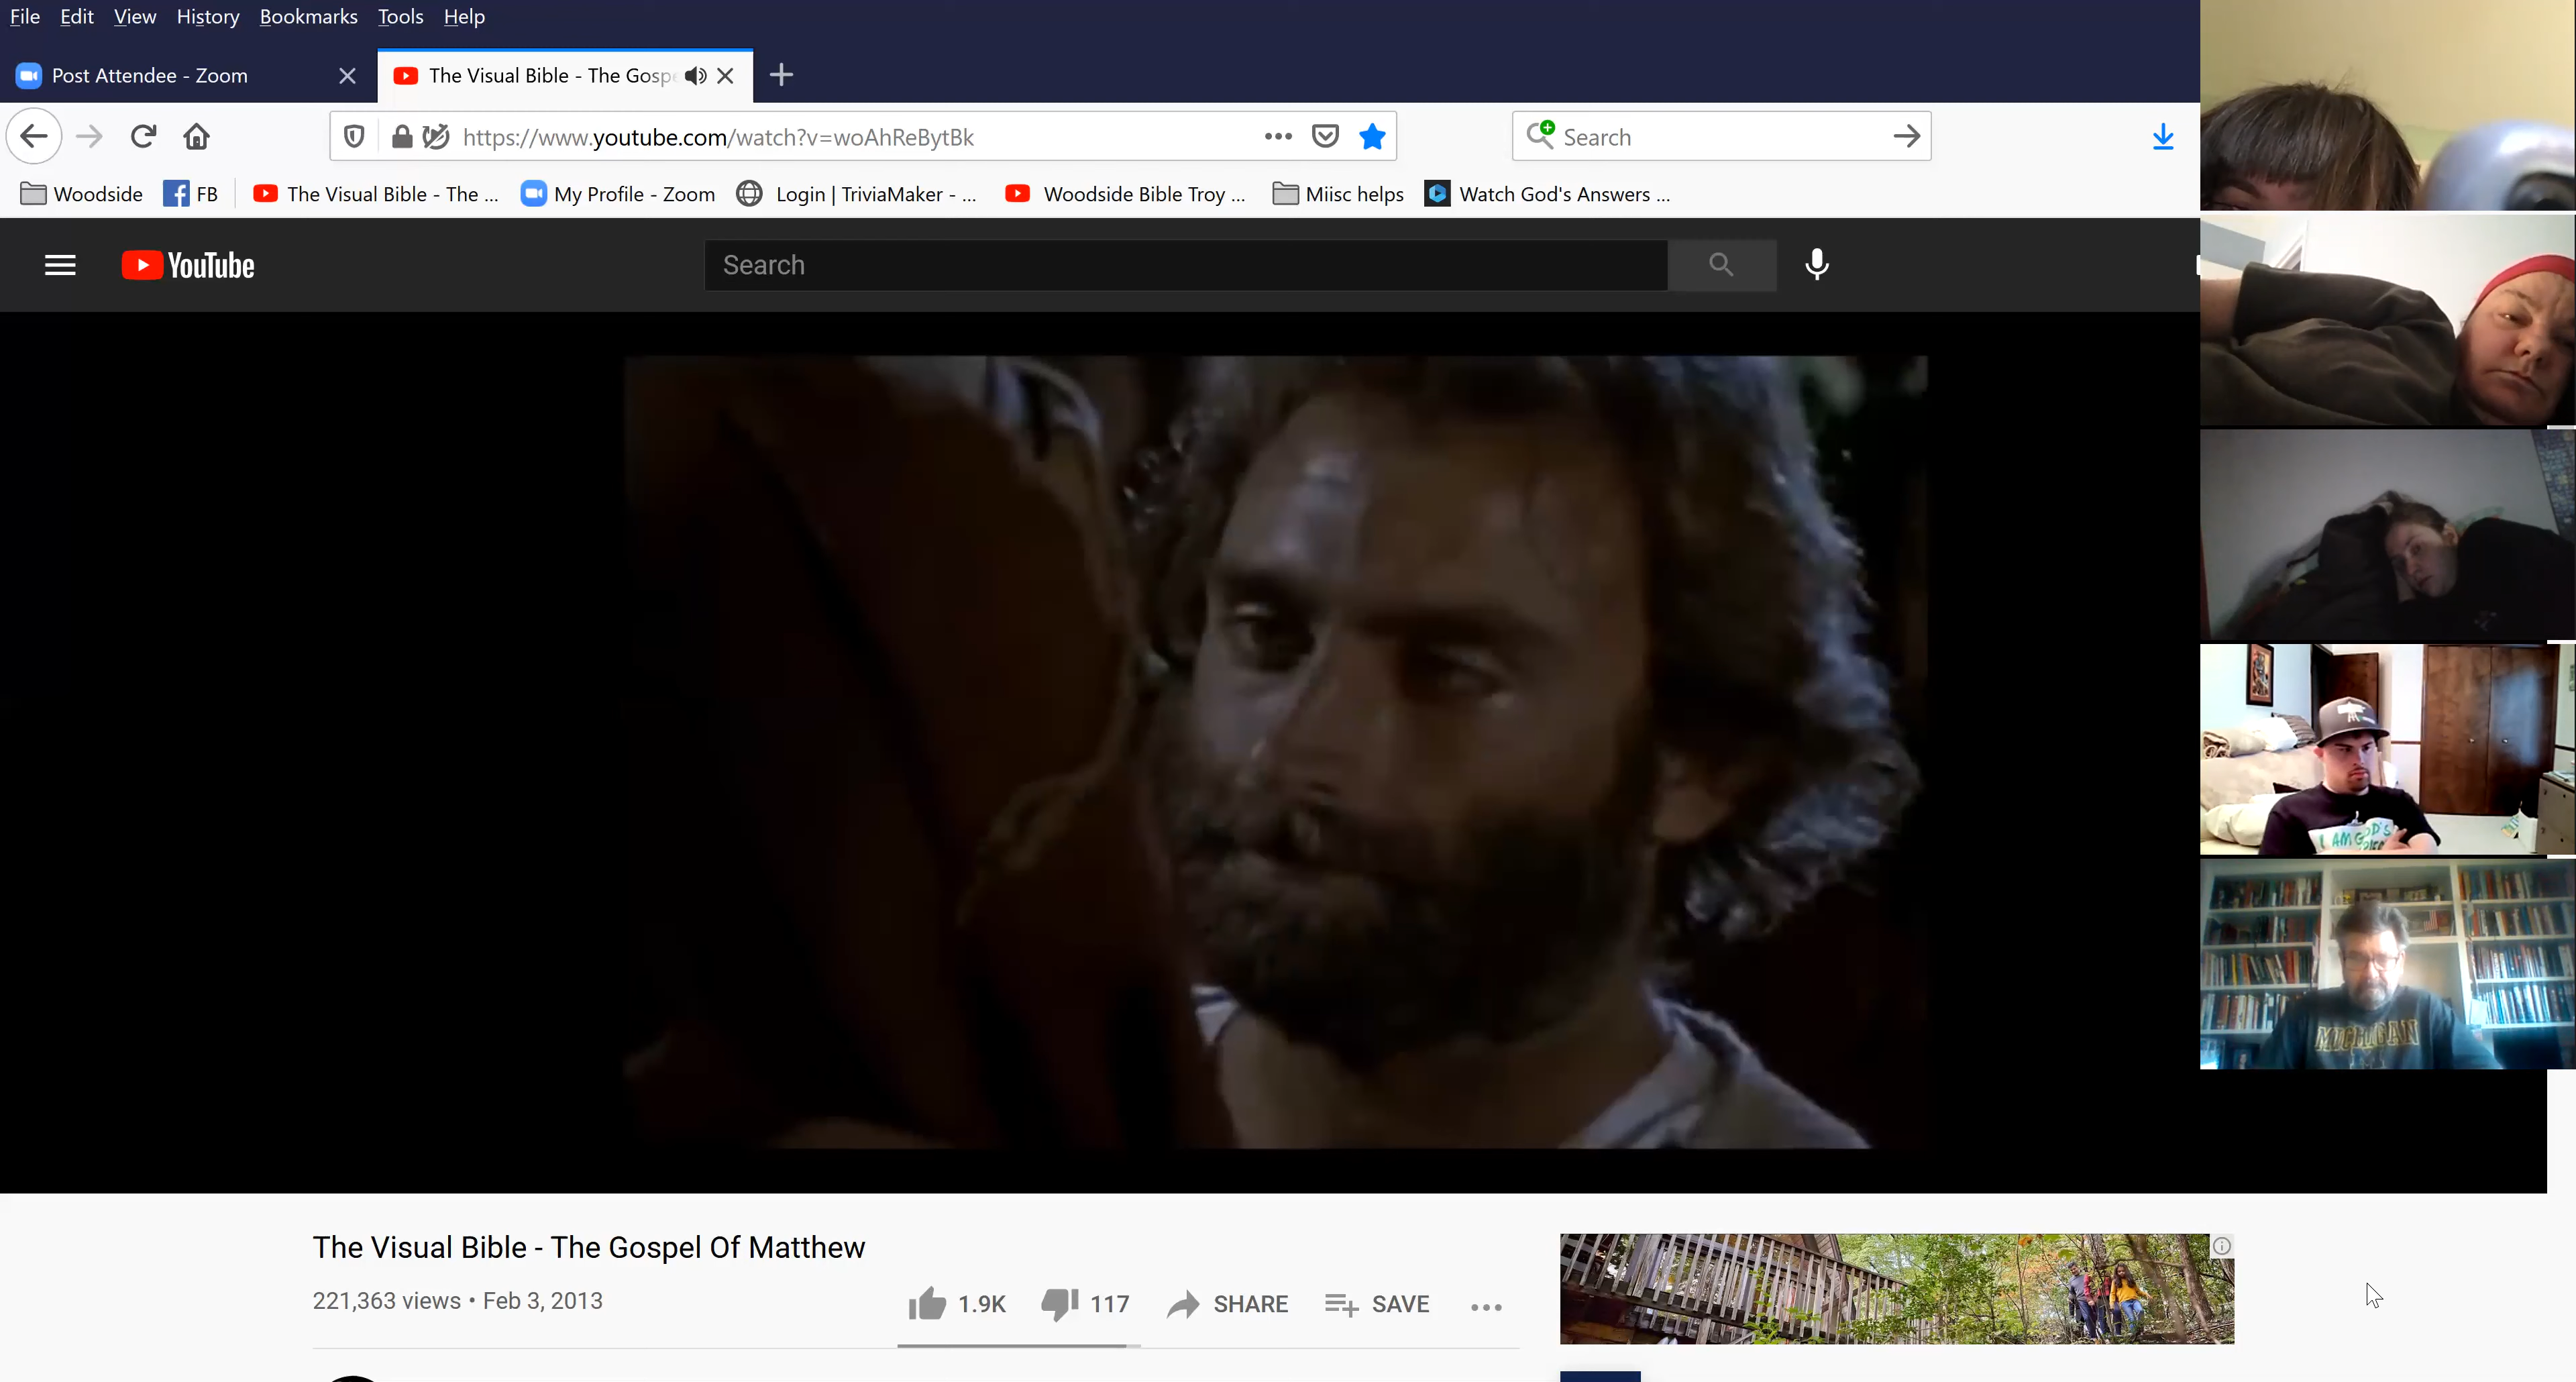 File Edit View History Bookmarks Tools Help
Post Attendee - Zoom
The Visual Bible - The Gospe
https://www.youtube.com/watch?v=woAhReBytBk
Search
Woodside FB The Visual Bible - The ... My Profile - Zoom Login | TriviaMaker - ... Woodside Bible Troy ... Miisc helps Watch God's Answers ...
YouTube
Search
I AM GOD'S
MICHIGAN
M
The Visual Bible - The Gospel Of Matthew
221,363 views • Feb 3, 2013
1.9K 117 SHARE SAVE